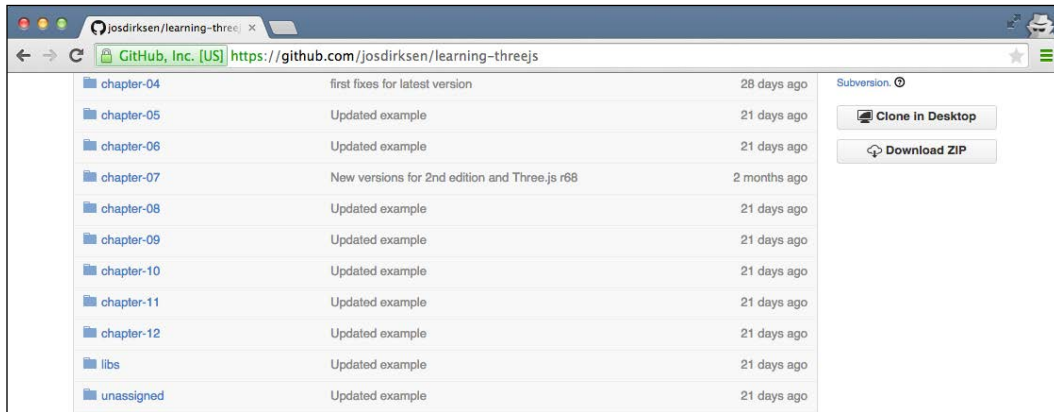 josdirksen/learning-three
GitHub, Inc. [US] https://github.com/josdirksen/learning-threejs
chapter-04 first fixes for latest version 28 days ago
chapter-05 Updated example 21 days ago
chapter-06 Updated example 21 days ago
chapter-07 New versions for 2nd edition and Three.js r68 2 months ago
chapter-08 Updated example 21 days ago
chapter-09 Updated example 21 days ago
chapter-10 Updated example 21 days ago
chapter-11 Updated example 21 days ago
chapter-12 Updated example 21 days ago
libs Updated example 21 days ago
unassigned Updated example 21 days ago
Subversion.
Clone in Desktop
Download ZIP